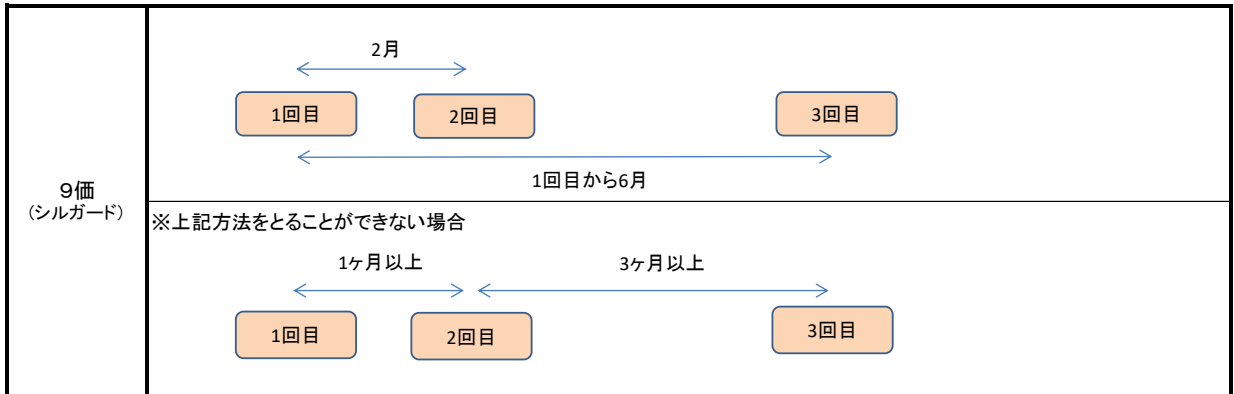 9価
(シルガード)
2月
1回目 2回目 3回目
1回目から6月
※上記方法をとることができない場合
1ヶ月以上 3ヶ月以上
1回目 2回目 3回目